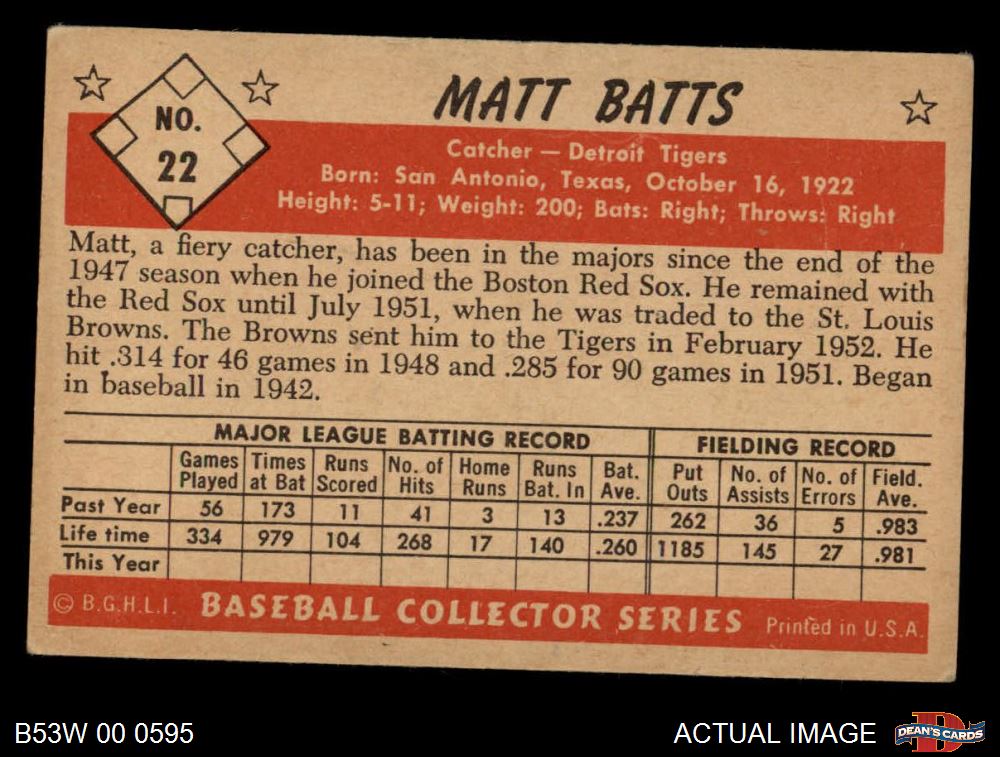 NO.
22
MATT BATTS
Catcher — Detroit Tigers
Born: San Antonio, Texas, October 16, 1922
Height: 5-11; Weight: 200; Bats: Right; Throws: Right
Matt, a fiery catcher, has been in the majors since the end of the
1947 season when he joined the Boston Red Sox. He remained with
the Red Sox until July 1951, when he was traded to the St. Louis
Browns. The Browns sent him to the Tigers in February 1952. He
hit .314 for 46 games in 1948 and .285 for 90 games in 1951. Began
in baseball in 1942.
MAJOR LEAGUE BATTING RECORD FIELDING RECORD
Games Times Runs No. of Home Runs Bat. Put No. of No. of Field.
Played at Bat Scored Hits Runs Bat. In Ave. Outs Assists Errors Ave.
Past Year 56 173 11 41 3 13 .237 262 36 5 .983
Life time 334 979 104 268 17 140 .260 1185 145 27 .981
This Year
© B.G.H.L.I. BASEBALL COLLECTOR SERIES Printed in U.S.A.
B53W 00 0595 ACTUAL IMAGE D DEAN'S CARDS